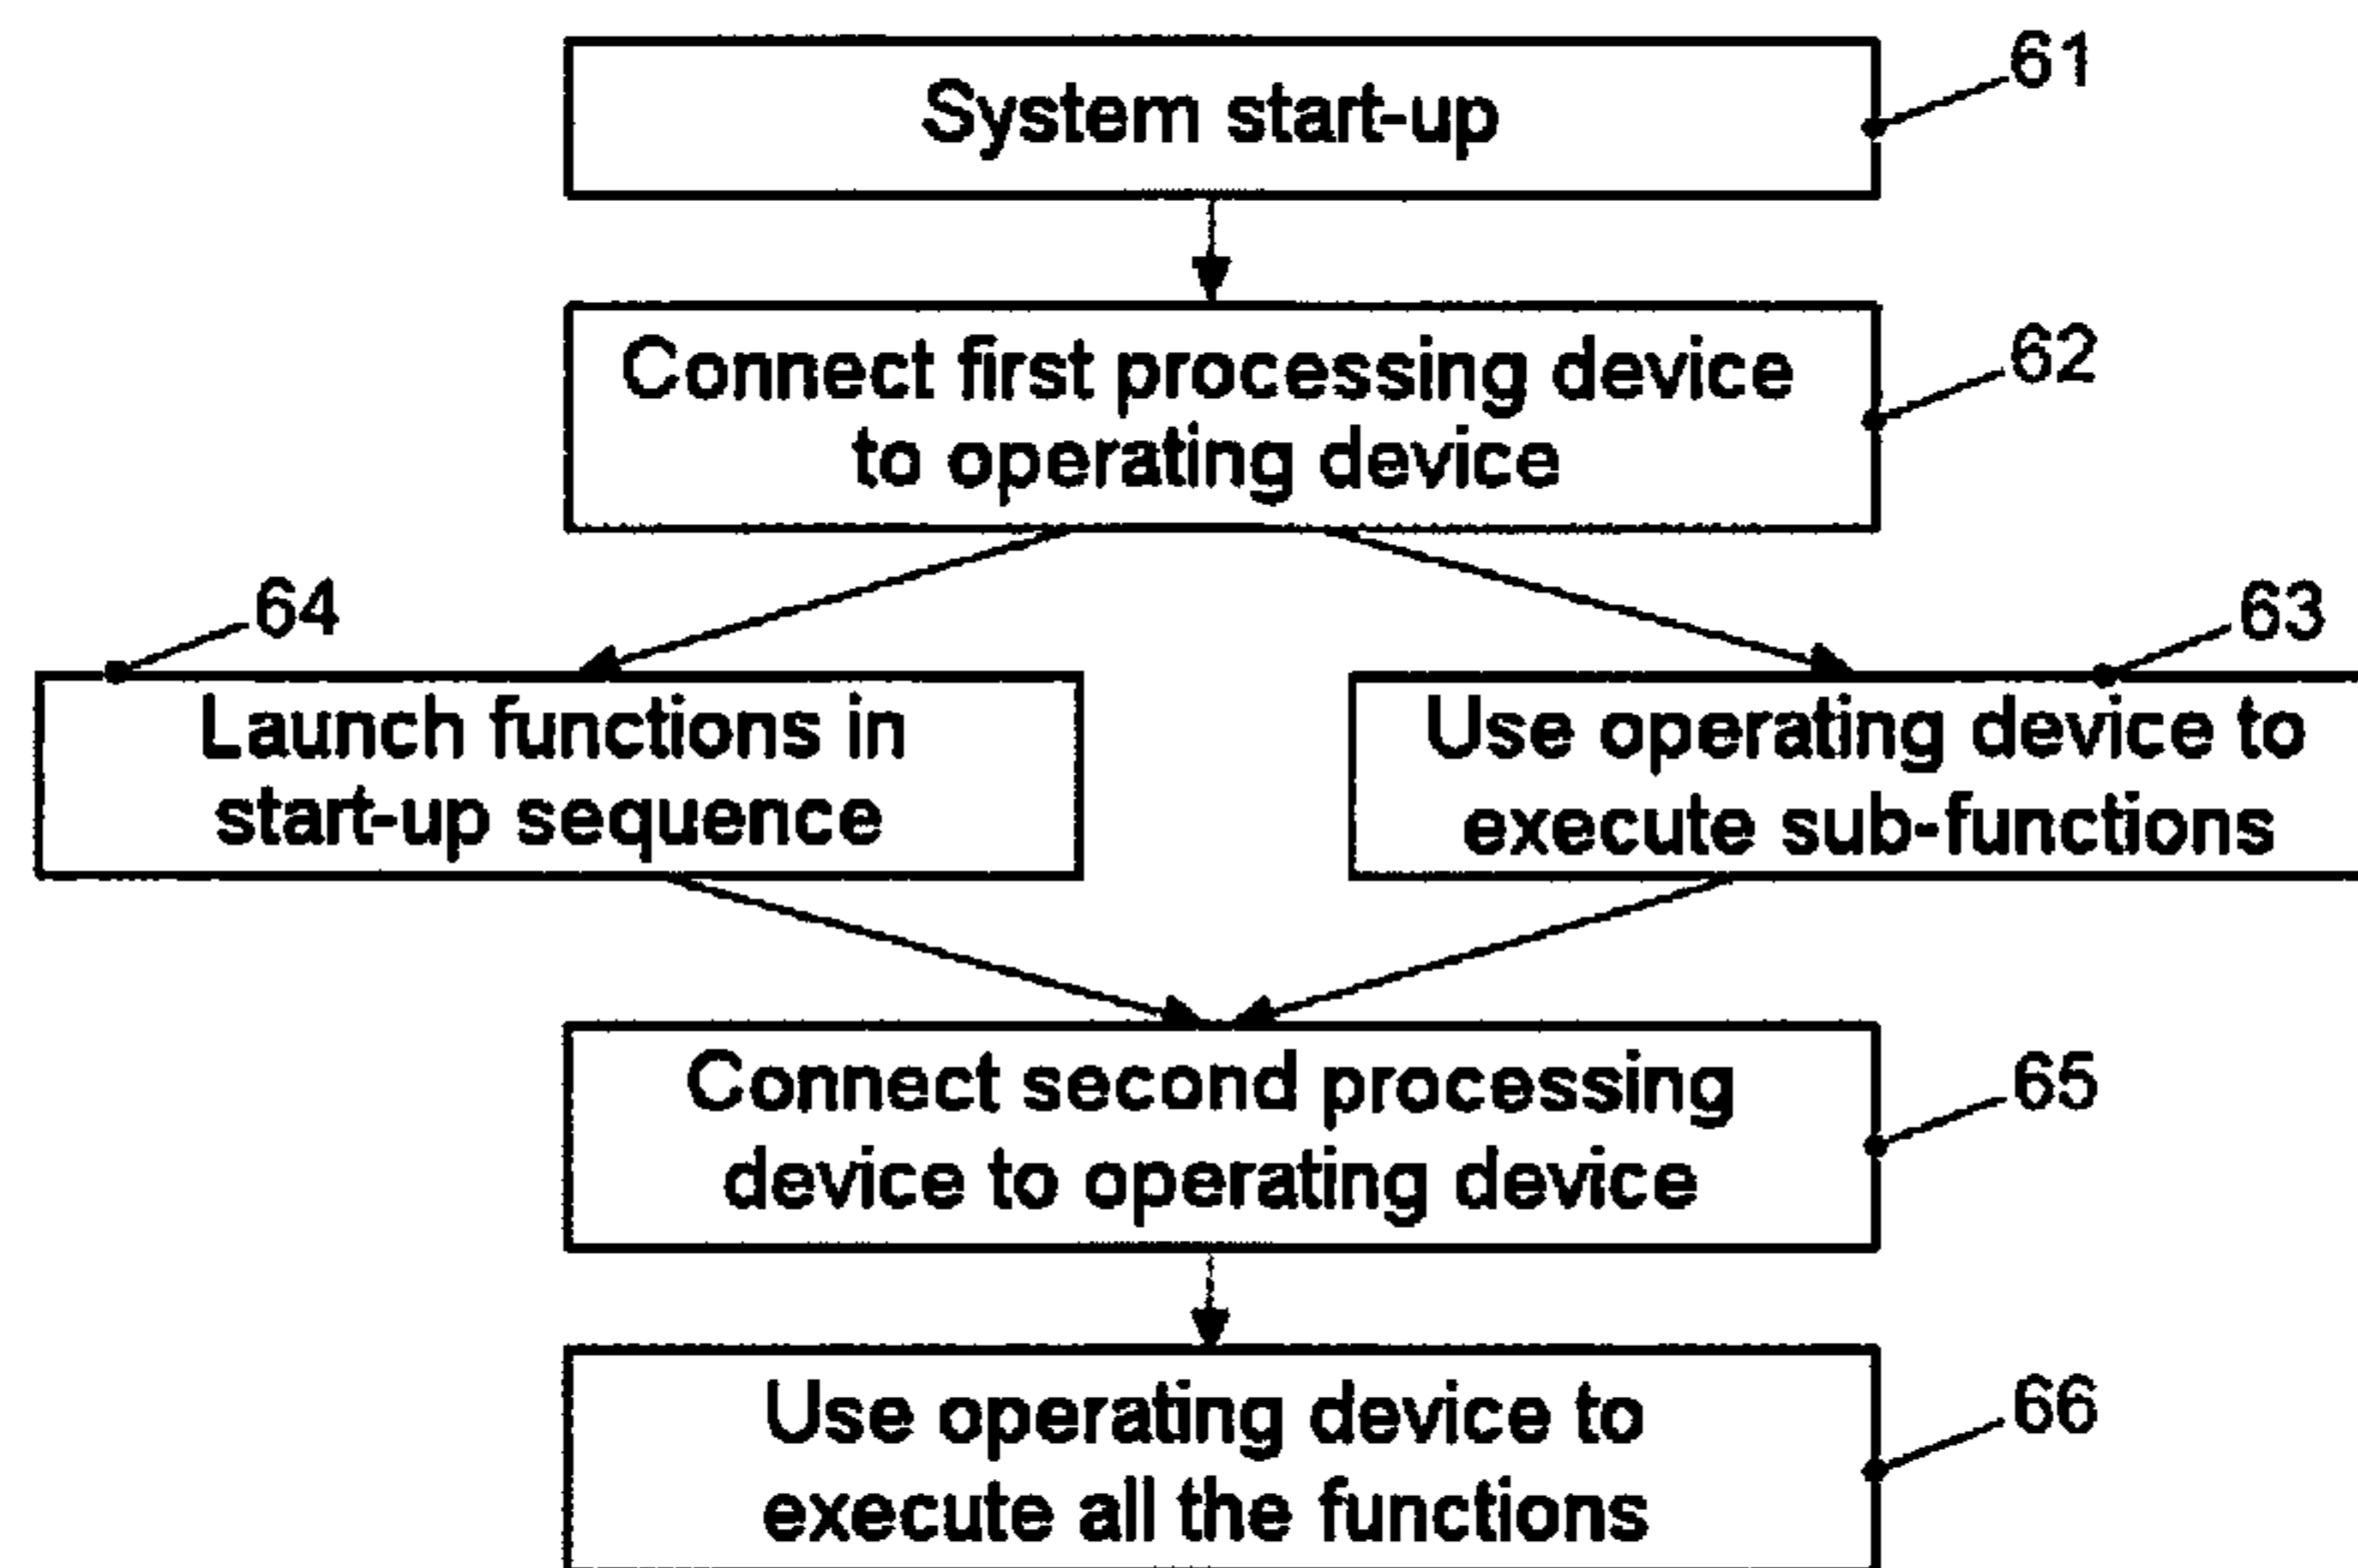 System start-up
61
Connect first processing device
to operating device
62
64
63
Launch functions in
start-up sequence
Use operating device to
execute sub-functions
Connect second processing
device to operating device
65
Use operating device to
execute all the functions
66